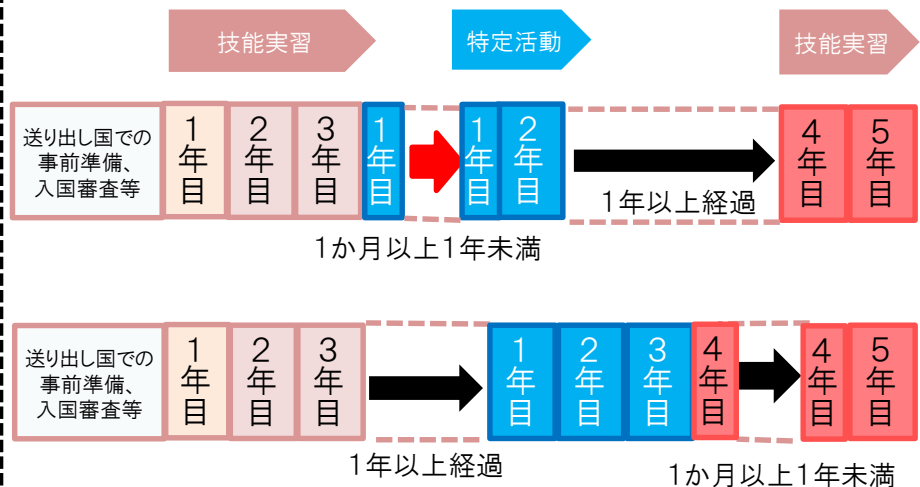 技能実習
特定活動
技能実習
送り出し国での
事前準備、
入国審査等
1年目
2年目
3年目
1年目
1年目
2年目
4年目
5年目
1年以上経過
1か月以上1年未満
送り出し国での
事前準備、
入国審査等
1年目
2年目
3年目
1年目
2年目
3年目
4年目
4年目
5年目
1年以上経過
1か月以上1年未満